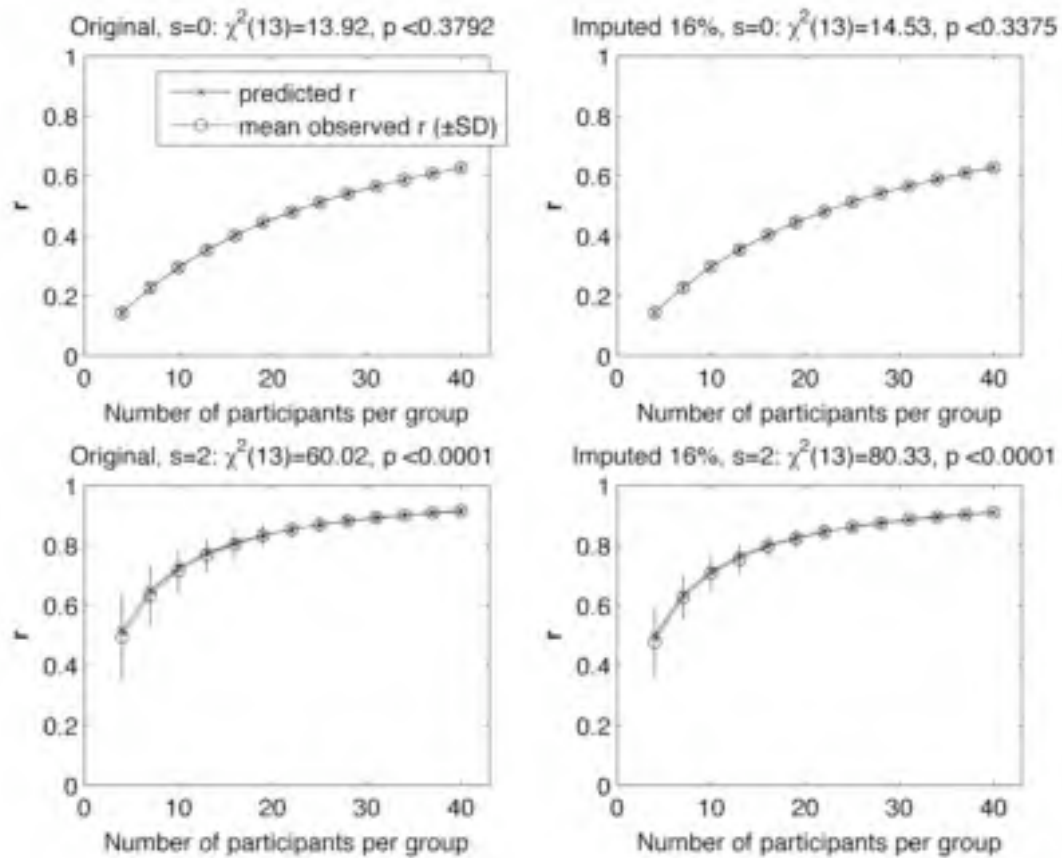 Original, s=0: χ²(13)=13.92, p <0.3792
1
0.8
0.6
0.4
0.2
0
r
predicted r
mean observed r (±SD)
0 10 20 30 40
Number of participants per group
Imputed 16%, s=0: χ²(13)=14.53, p <0.3375
1
0.8
0.6
0.4
0.2
0
r
0 10 20 30 40
Number of participants per group
Original, s=2: χ²(13)=60.02, p <0.0001
1
0.8
0.6
0.4
0.2
0
r
0 10 20 30 40
Number of participants per group
Imputed 16%, s=2: χ²(13)=80.33, p <0.0001
1
0.8
0.6
0.4
0.2
0
r
0 10 20 30 40
Number of participants per group